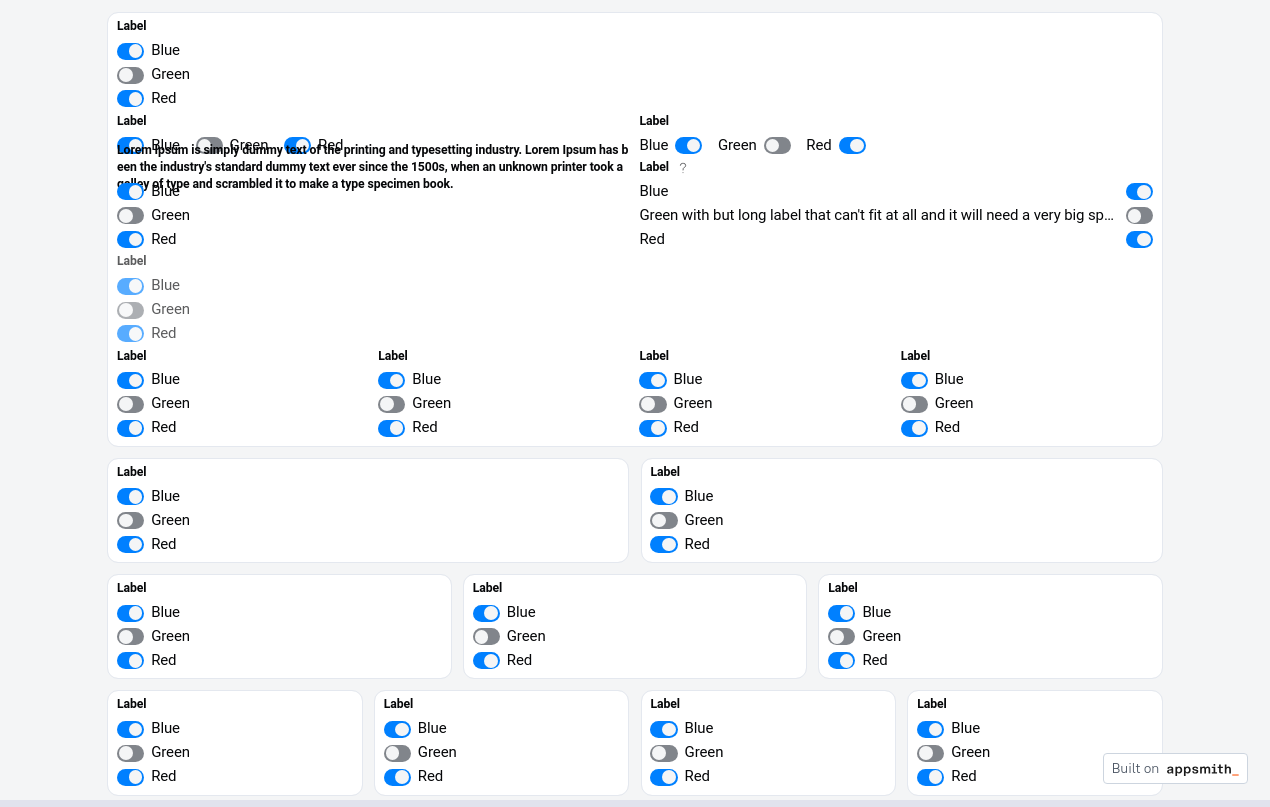 Label
Blue
Green
Red
Label
Blue Green Red
Label
Blue Green Red
Lorem Ipsum is simply dummy text of the printing and typesetting industry. Lorem Ipsum has b
een the industry's standard dummy text ever since the 1500s, when an unknown printer took a
galley of type and scrambled it to make a type specimen book.
Blue
Green
Red
Label ?
Blue
Green with but long label that can't fit at all and it will need a very big sp...
Red
Label
Blue
Green
Red
Label Label Label Label
Blue Blue Blue Blue
Green Green Green Green
Red Red Red Red
Label Label
Blue Blue
Green Green
Red Red
Label Label Label
Blue Blue Blue
Green Green Green
Red Red Red
Label Label Label Label
Blue Blue Blue Blue
Green Green Green Green
Red Red Red Red
Built on appsmith_